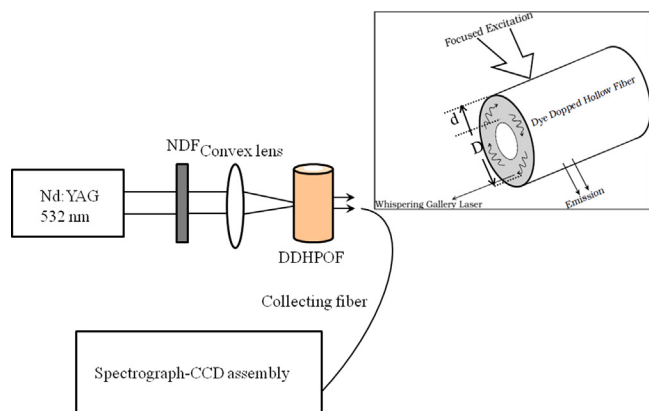 Nd:YAG
532 nm
NDF
Convex lens
DDHPOF
Collecting fiber
Spectrograph-CCD assembly
Focused Excitation
d
D
Dye Dopped Hollow Fiber
Whispering Gallery Laser
Emission